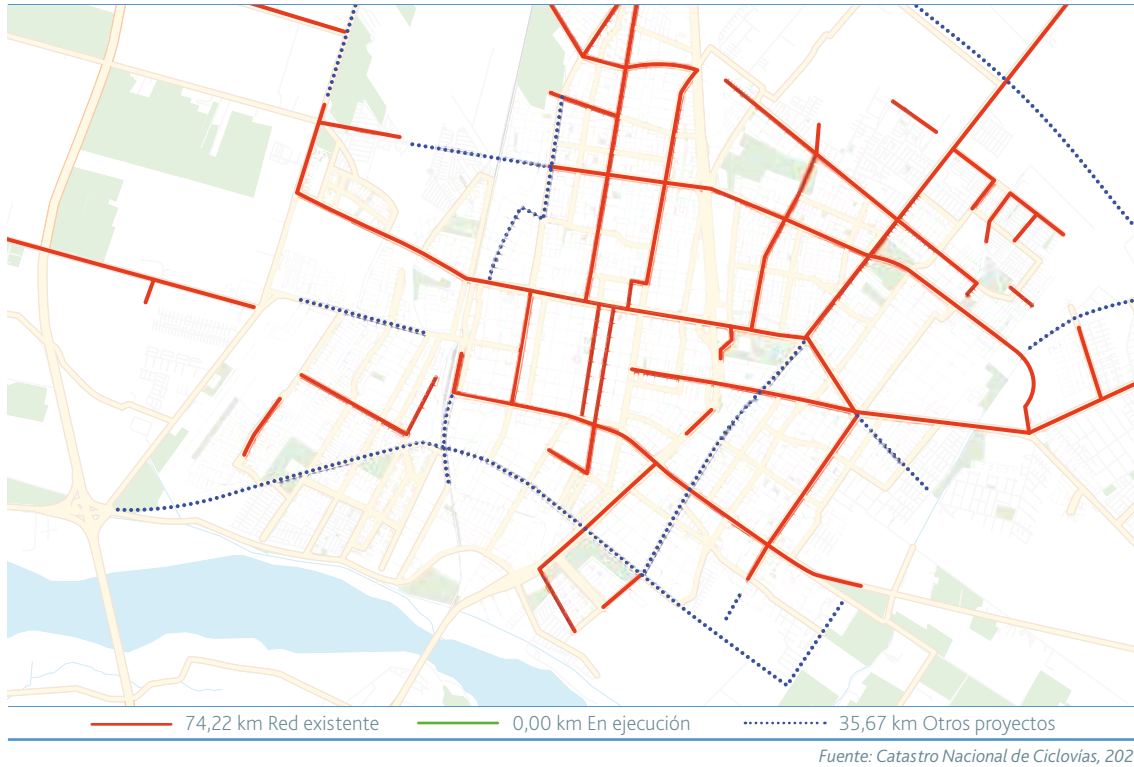 74,22 km Red existente
0,00 km En ejecución
35,67 km Otros proyectos
Fuente: Catastro Nacional de Ciclovías, 202